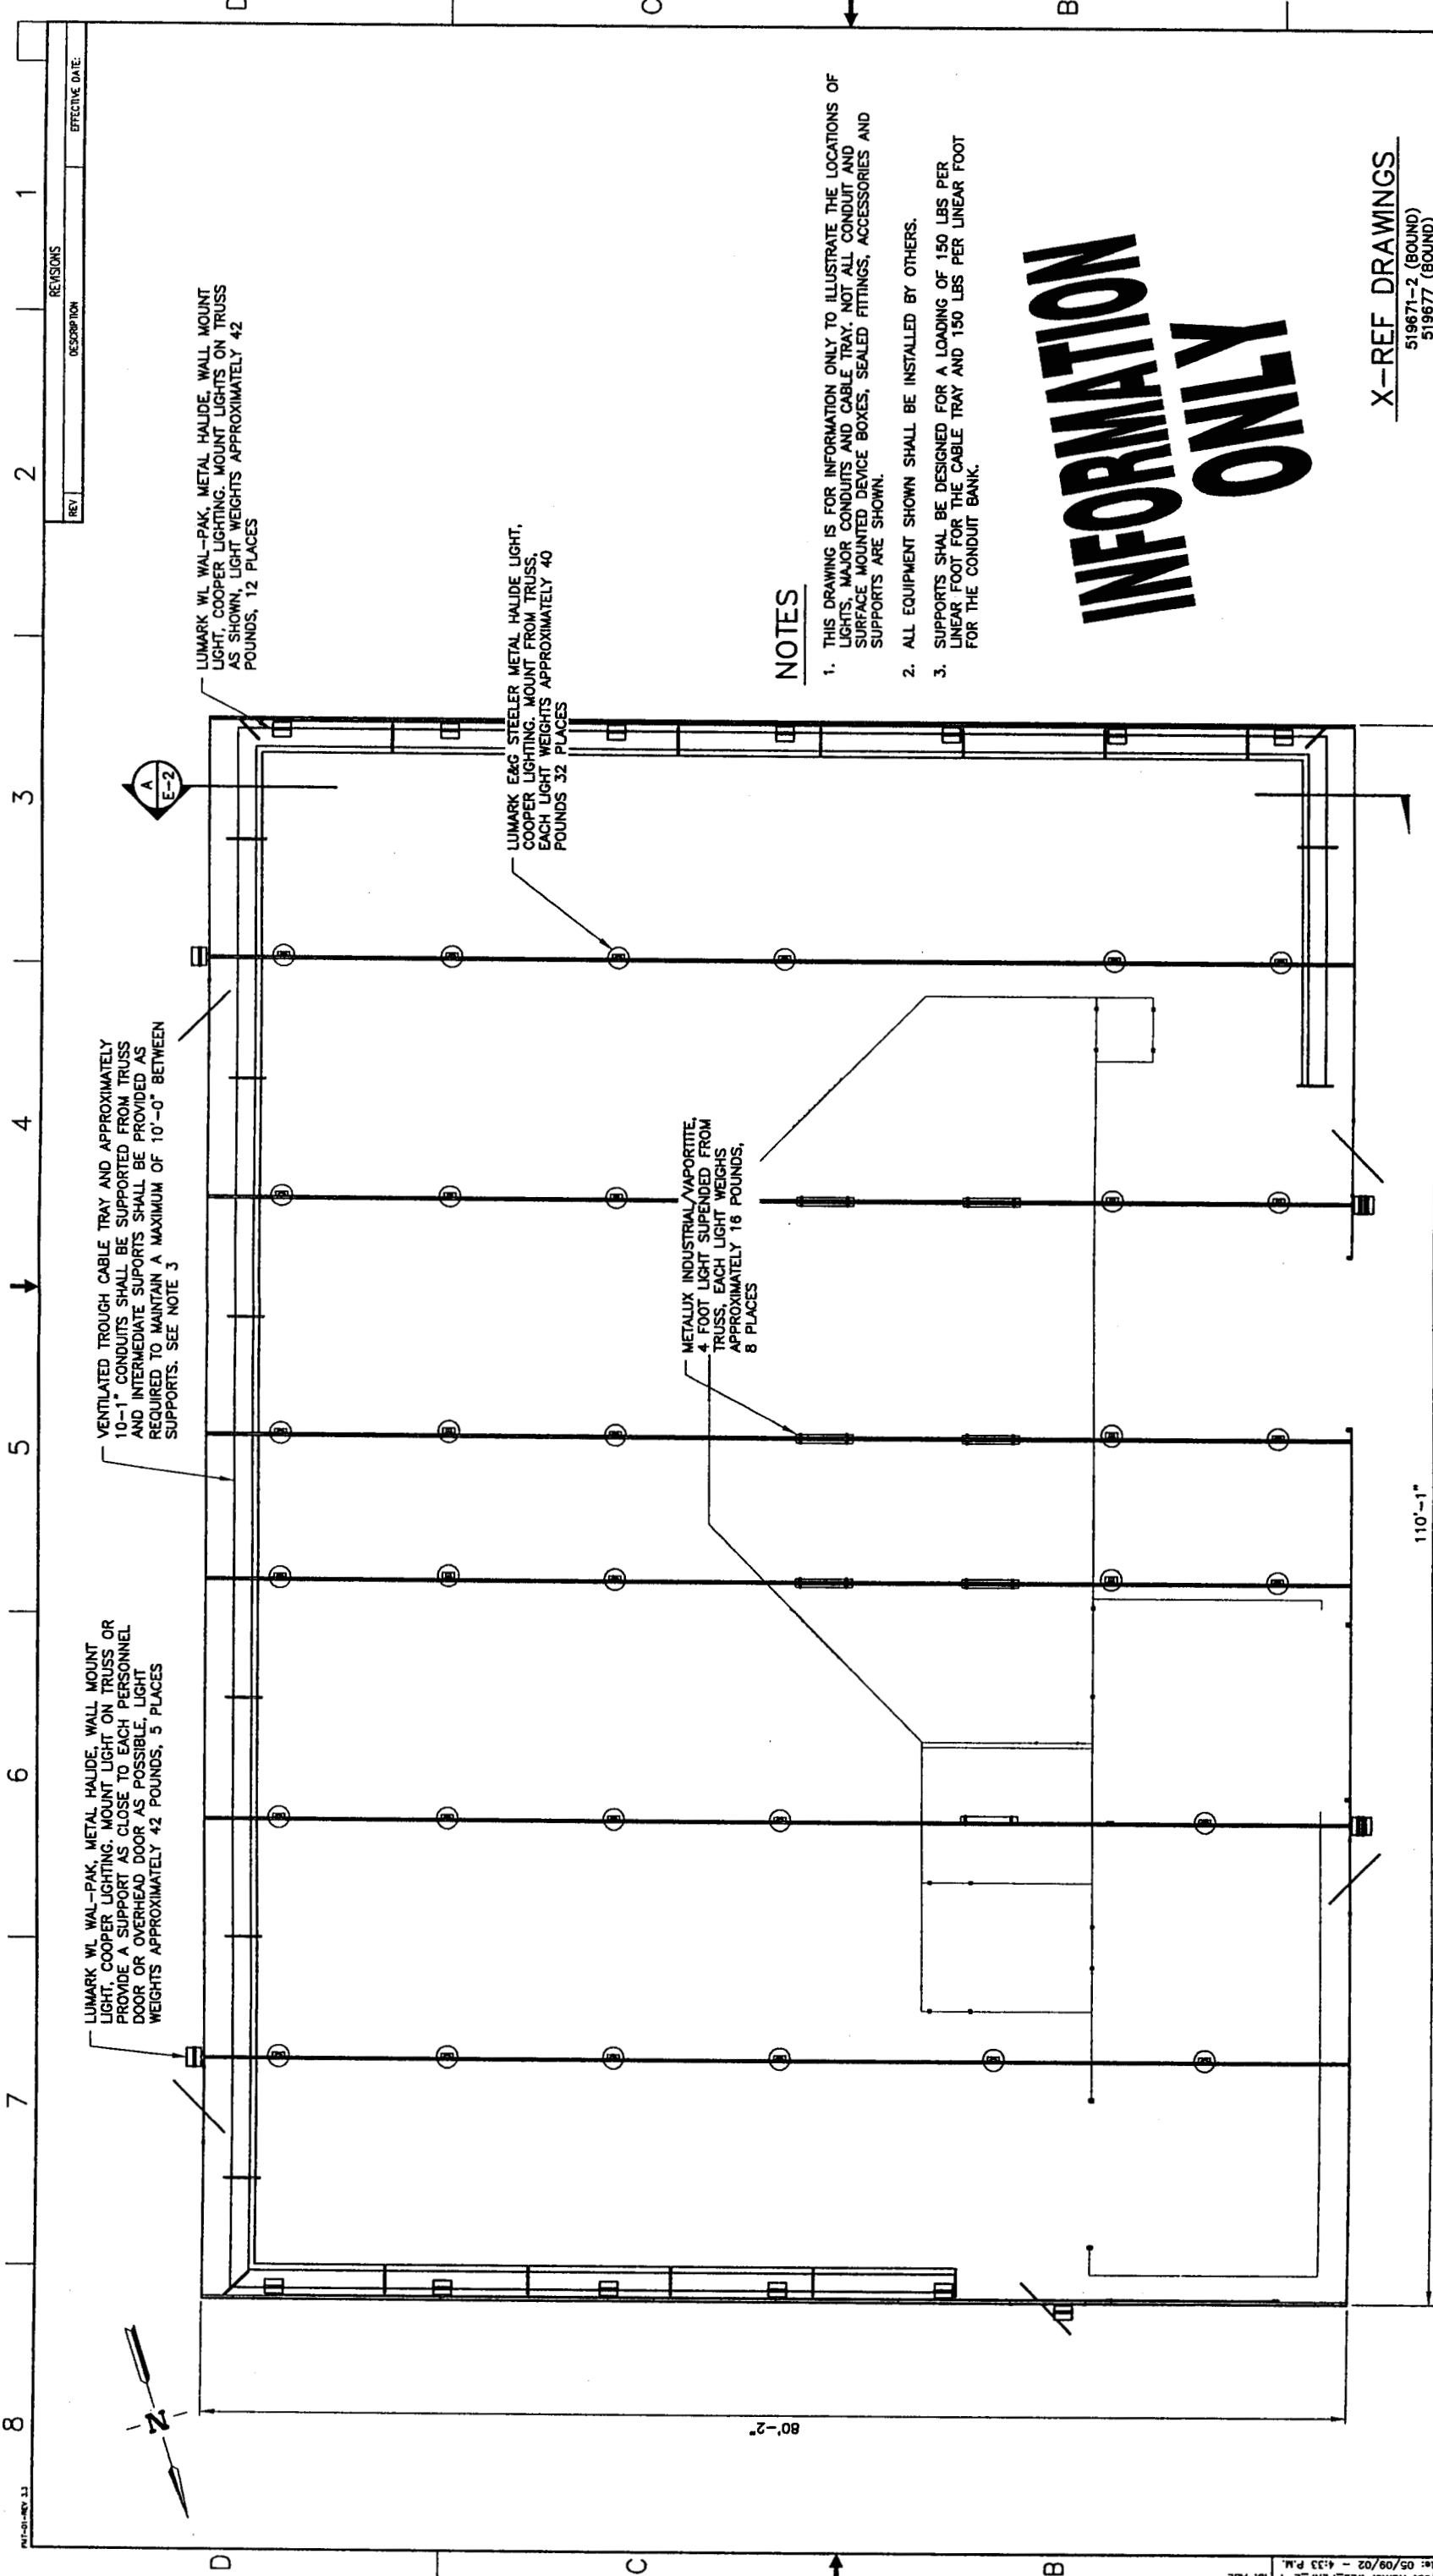 8
7
6
5
4
3
2
1
PNT-01-REV 3.3
REVISIONS
REV
DESCRIPTION
EFFECTIVE DATE:
D
C
B
D
C
B
N
LUMARK WL WAL-PAK, METAL HALIDE, WALL MOUNT
LIGHT, COOPER LIGHTING. MOUNT LIGHT ON TRUSS OR
PROVIDE A SUPPORT AS CLOSE TO EACH PERSONNEL
DOOR OR OVERHEAD DOOR AS POSSIBLE, LIGHT
WEIGHTS APPROXIMATELY 42 POUNDS, 5 PLACES
VENTILATED TROUGH CABLE TRAY AND APPROXIMATELY
10-1" CONDUITS SHALL BE SUPPORTED FROM TRUSS
AND INTERMEDIATE SUPORTS SHALL BE PROVIDED AS
REQUIRED TO MAINTAIN A MAXIMUM OF 10'-0" BETWEEN
SUPPORTS. SEE NOTE 3
A
E-2
LUMARK WL WAL-PAK, METAL HALIDE, WALL MOUNT
LIGHT, COOPER LIGHTING. MOUNT LIGHTS ON TRUSS
AS SHOWN, LIGHT WEIGHTS APPROXIMATELY 42
POUNDS, 12 PLACES
LUMARK E&G STEELER METAL HALIDE LIGHT,
COOPER LIGHTING. MOUNT FROM TRUSS,
EACH LIGHT WEIGHTS APPROXIMATELY 40
POUNDS 32 PLACES
METALUX INDUSTRIAL/VAPORTITE,
4 FOOT LIGHT SUPENDED FROM
TRUSS, EACH LIGHT WEIGHS
APPROXIMATELY 16 POUNDS,
8 PLACES
80'-2"
110'-1"
NOTES
1. THIS DRAWING IS FOR INFORMATION ONLY TO ILLUSTRATE THE LOCATIONS OF
LIGHTS, MAJOR CONDUITS AND CABLE TRAY. NOT ALL CONDUIT AND
SURFACE MOUNTED DEVICE BOXES, SEALED FITTINGS, ACCESSORIES AND
SUPPORTS ARE SHOWN.
2. ALL EQUIPMENT SHOWN SHALL BE INSTALLED BY OTHERS.
3. SUPPORTS SHAL BE DESIGNED FOR A LOADING OF 150 LBS PER
LINEAR FOOT FOR THE CABLE TRAY AND 150 LBS PER LINEAR FOOT
FOR THE CONDUIT BANK.
INFORMATION
ONLY
X-REF DRAWINGS
519671-2 (BOUND)
519677 (BOUND)
05/09/02 - 4:33 P.M.